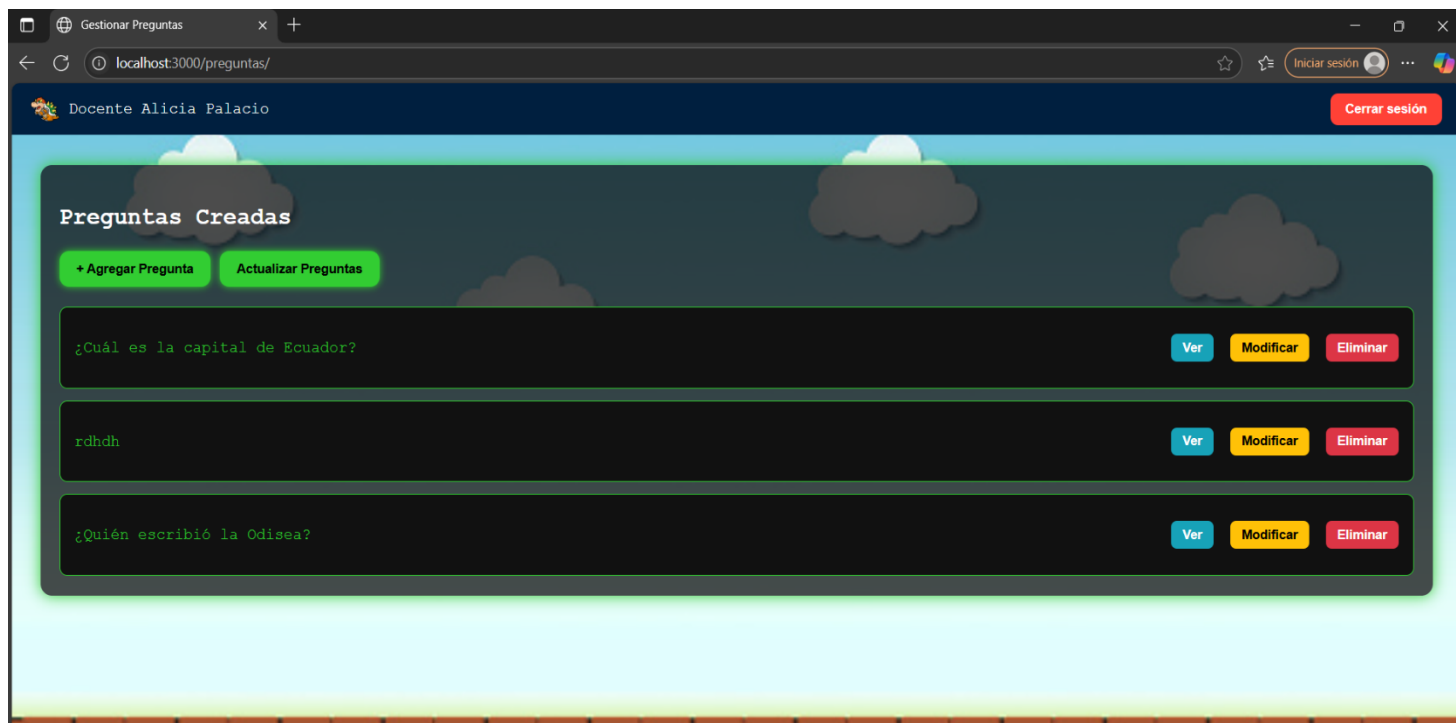 Gestionar Preguntas
localhost:3000/preguntas/
Iniciar sesión
Docente Alicia Palacio
Cerrar sesión
Preguntas Creadas
+ Agregar Pregunta Actualizar Preguntas
¿Cuál es la capital de Ecuador? Ver Modificar Eliminar
rdhdh Ver Modificar Eliminar
¿Quién escribió la Odisea? Ver Modificar Eliminar